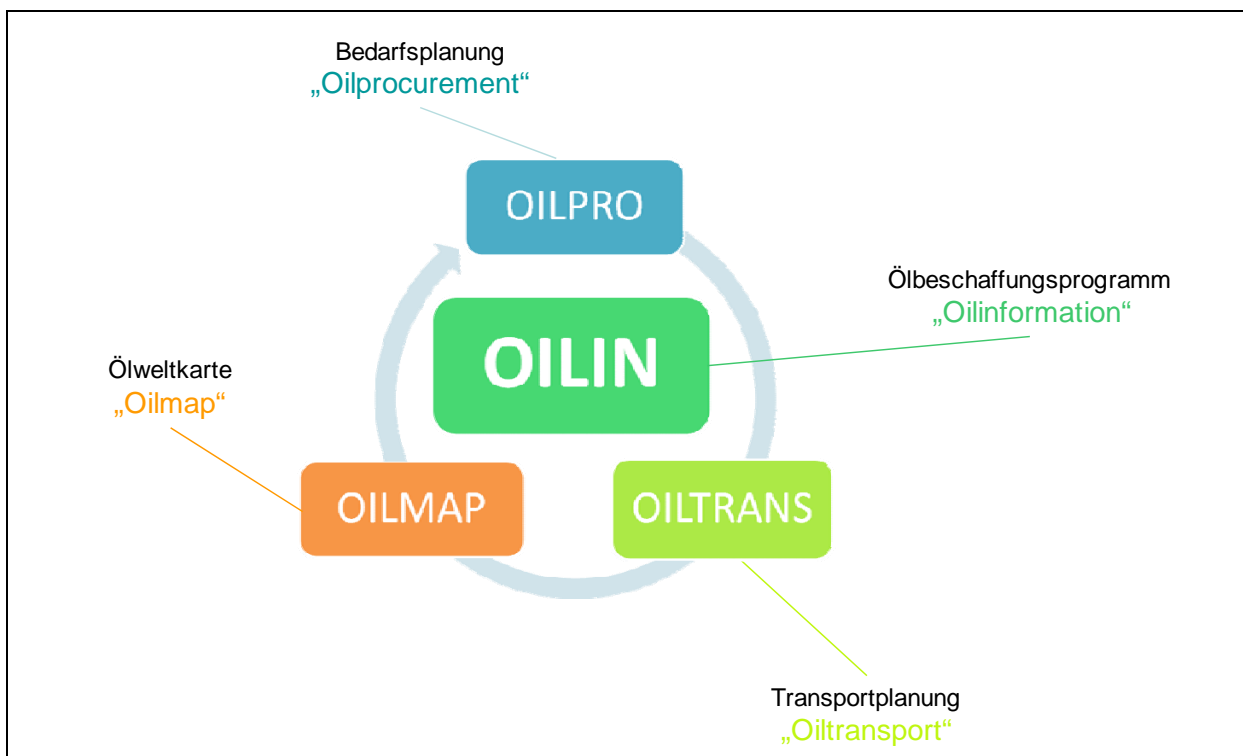 Bedarfsplanung
„Oilprocurement“
OILPRO
Ölbeschaffungsprogramm
„Oilinformation“
OILIN
Ölweltkarte
„Oilmap“
OILMAP
OILTRANS
Transportplanung
„Oiltransport“